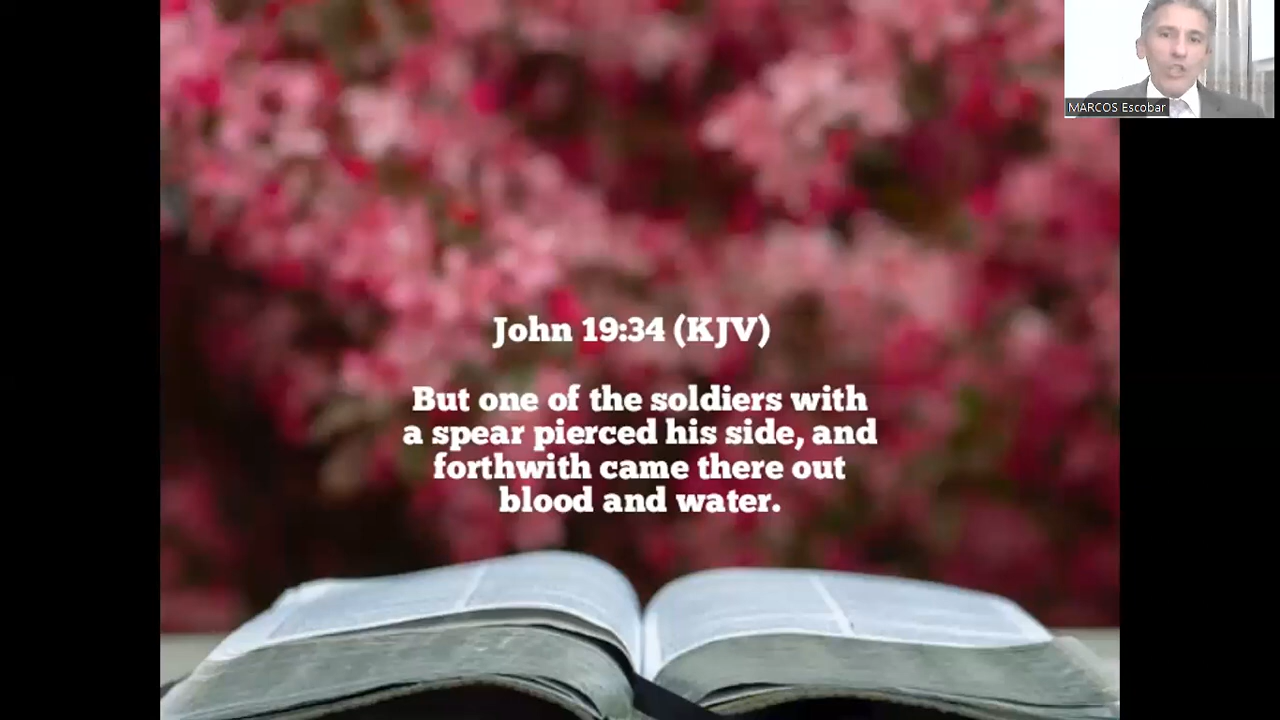 MARCOS Escobar
John 19:34 (KJV)
But one of the soldiers with
a spear pierced his side, and
forthwith came there out
blood and water.